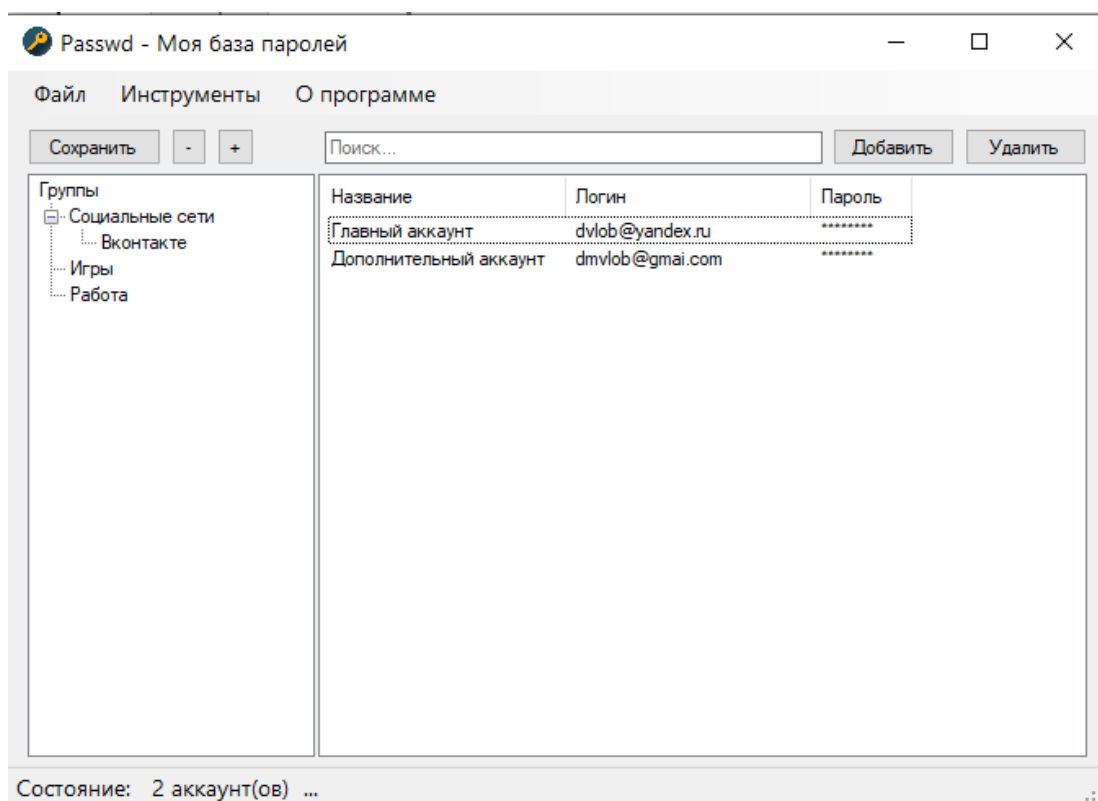 Passwd - Моя база паролей
Файл Инструменты О программе
Сохранить - + Поиск... Добавить Удалить
Группы
Социальные сети
Вконтакте
Игры
Работа
Название Логин Пароль
Главный аккаунт dvlob@yandex.ru ********
Дополнительный аккаунт dmvlob@gmai.com ********
Состояние: 2 аккаунт(ов) ...